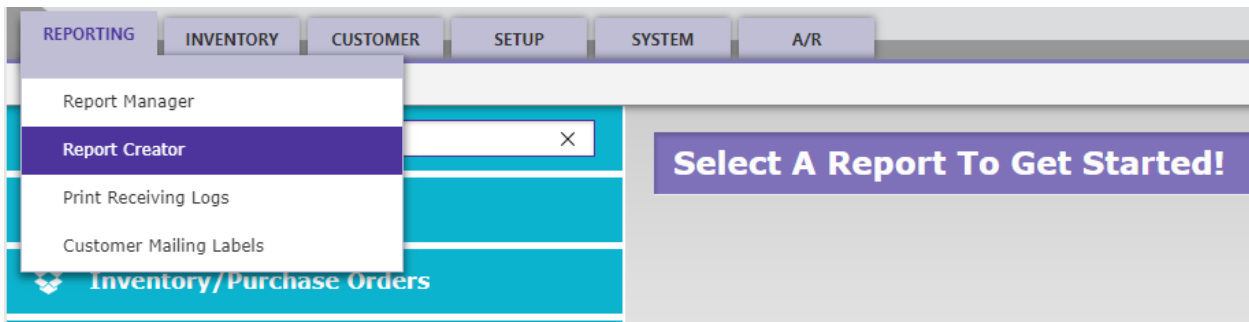 REPORTING INVENTORY CUSTOMER SETUP SYSTEM A/R
Report Manager
Report Creator
Print Receiving Logs
Customer Mailing Labels
Select A Report To Get Started!
Inventory/Purchase Orders